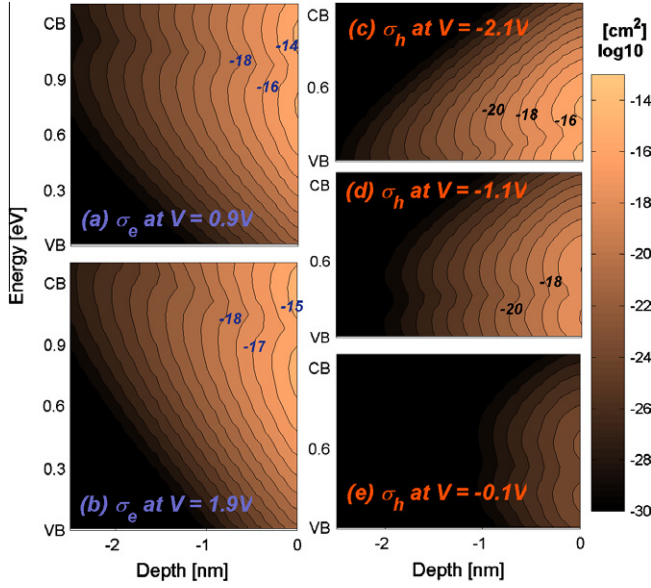 CB
0.9
0.6
0.3
VB
-14
-18
-16
(a) σe at V = 0.9V
CB
0.9
0.6
0.3
VB
-15
-18
-17
(b) σe at V = 1.9V
Energy [eV]
-2
-1
0
Depth [nm]
CB
0.6
VB
(c) σh at V = -2.1V
-20
-18
-16
CB
0.6
VB
(d) σh at V = -1.1V
-18
-20
CB
0.6
VB
(e) σh at V = -0.1V
-2
-1
0
Depth [nm]
[cm2]
log10
-14
-16
-18
-20
-22
-24
-26
-28
-30